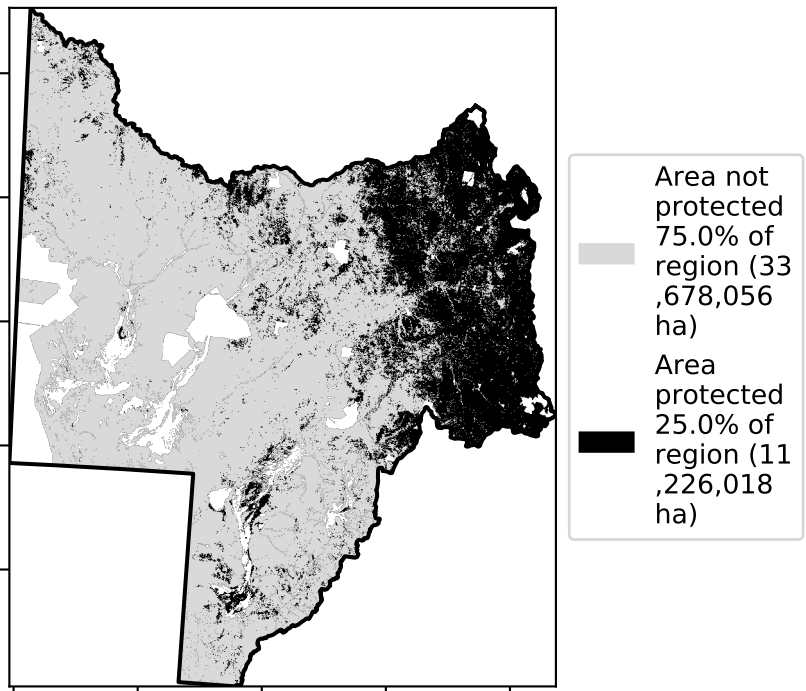 Area not
protected
75.0% of
region (33
,678,056
ha)
Area
protected
25.0% of
region (11
,226,018
ha)